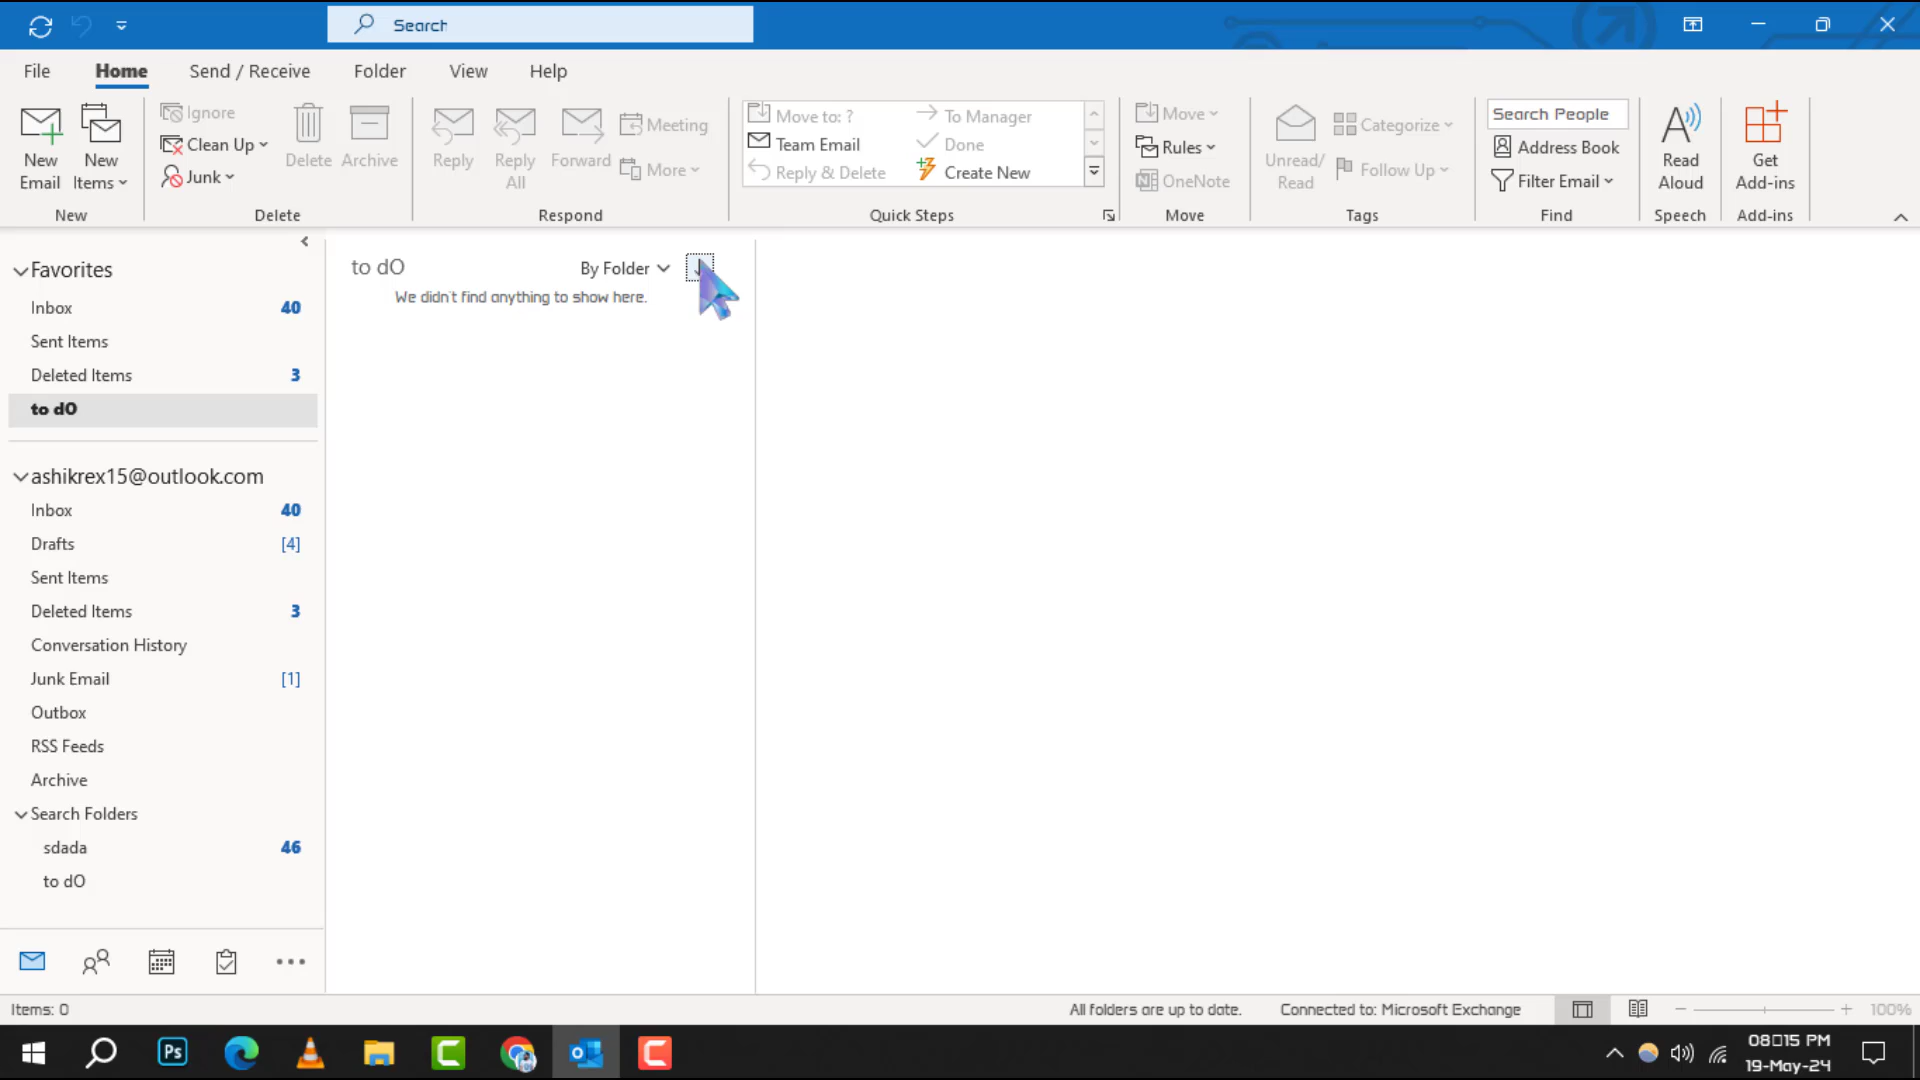 Search
File Home Send / Receive Folder View Help
New Email
New Items
Ignore
Clean Up
Junk
Delete
Archive
Reply
Reply All
Forward
Meeting
More
Move to: ?
Team Email
Reply & Delete
To Manager
Done
Create New
Move
Rules
OneNote
Unread/ Read
Categorize
Follow Up
Search People
Address Book
Filter Email
Read Aloud
Get Add-ins
New Delete Respond Quick Steps Move Tags Find Speech Add-ins
Favorites
Inbox 40
Sent Items
Deleted Items 3
to dO
ashikrex15@outlook.com
Inbox 40
Drafts [4]
Sent Items
Deleted Items 3
Conversation History
Junk Email [1]
Outbox
RSS Feeds
Archive
Search Folders
sdada 46
to dO
to dO By Folder
We didn't find anything to show here.
Items: 0 All folders are up to date. Connected to: Microsoft Exchange 100%
Ps
08□15 PM
19-May-24